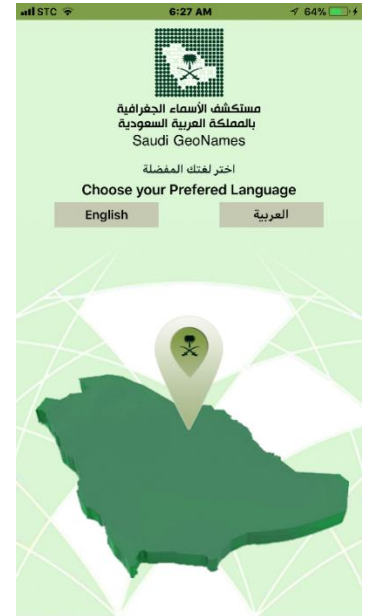 STC 6:27 AM 64%
مستكشف الأسماء الجغرافية
بالمملكة العربية السعودية
Saudi GeoNames
اختر لغتك المفضلة
Choose your Prefered Language
English العربية